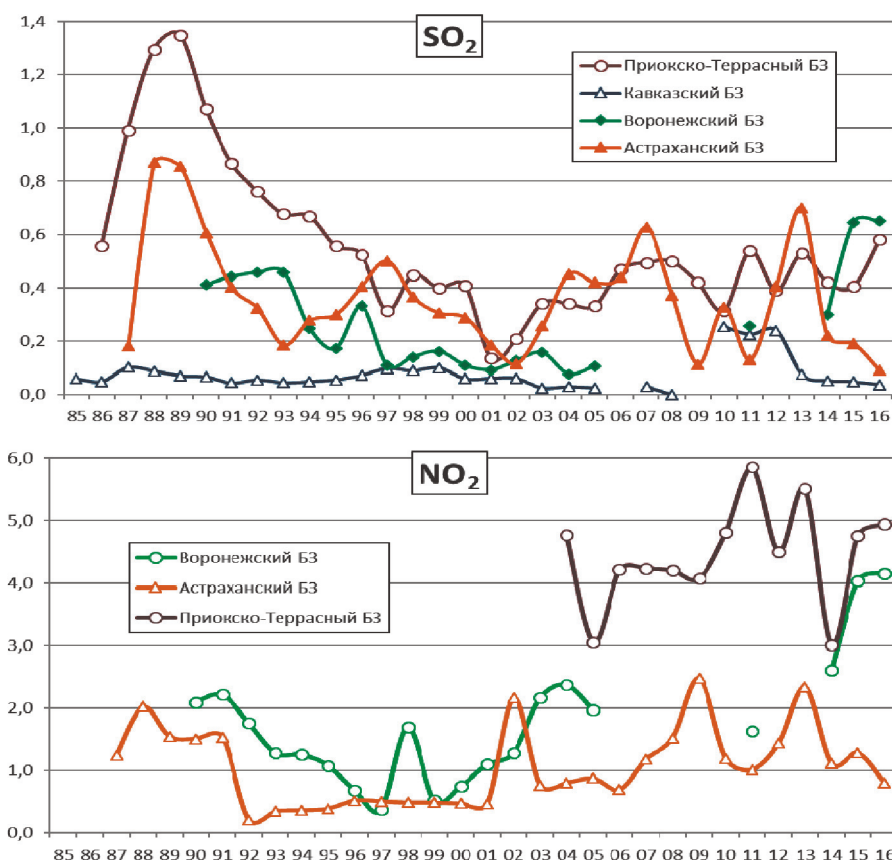 SO₂
1,4
1,2
1,0
0,8
0,6
0,4
0,2
0,0
Приокско-Террасный БЗ
Кавказский БЗ
Воронежский БЗ
Астраханский БЗ
85 86 87 88 89 90 91 92 93 94 95 96 97 98 99 00 01 02 03 04 05 06 07 08 09 10 11 12 13 14 15 16
NO₂
6,0
5,0
4,0
3,0
2,0
1,0
0,0
Воронежский БЗ
Астраханский БЗ
Приокско-Террасный БЗ
85 86 87 88 89 90 91 92 93 94 95 96 97 98 99 00 01 02 03 04 05 06 07 08 09 10 11 12 13 14 15 16